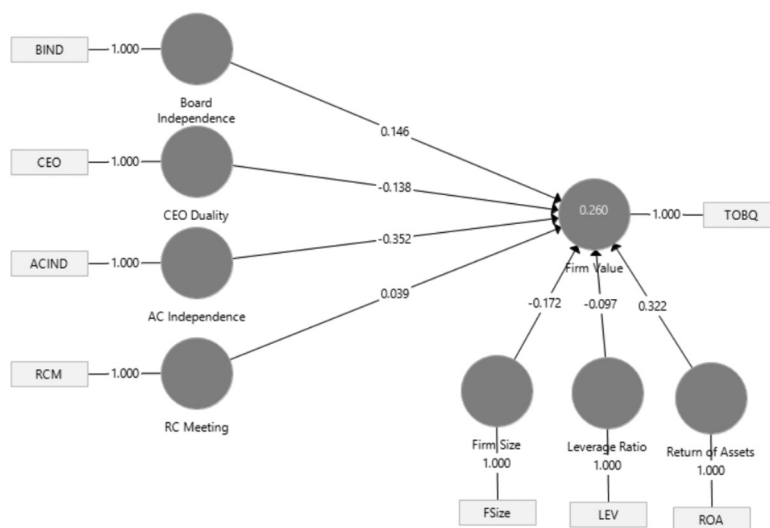 BIND
1.000
Board
Independence
0.146
CEO
1.000
CEO Duality
-0.138
0.260
Firm Value
1.000
TOBQ
ACIND
1.000
AC Independence
-0.352
RCM
1.000
RC Meeting
0.039
-0.172
-0.097
0.322
Firm Size
Leverage Ratio
Return of Assets
1.000
1.000
1.000
FSize
LEV
ROA